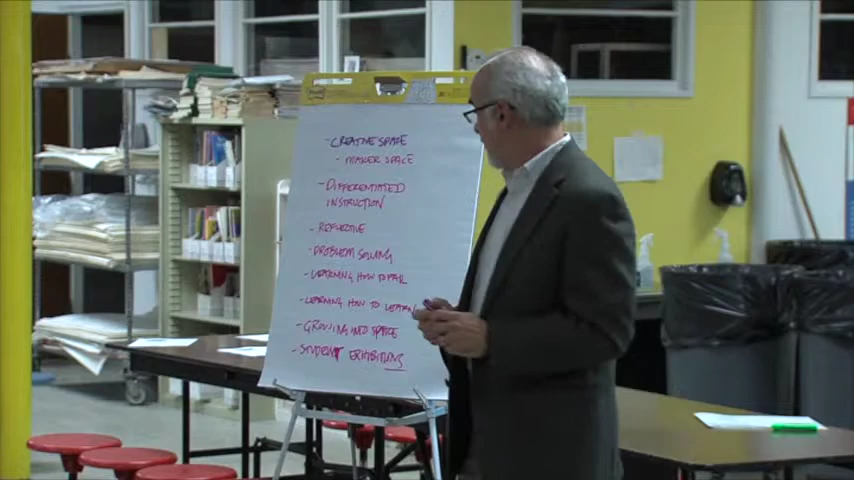 - CREATIVE SPACE
- MAKER SPACE
- DIFFERENTIATED
INSTRUCTION
- REFLECTIVE
- PROBLEM SOLVING
- LEARNING HOW TO FAIL
- LEARNING HOW TO LEARN
- GROWING INTO SPACE
- STUDENT EXHIBITIONS